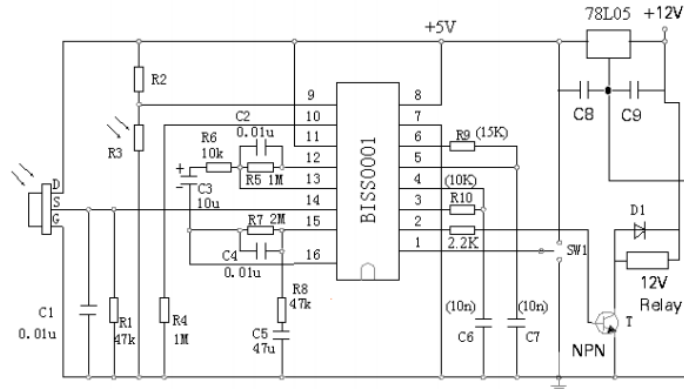 78L05 +12V
+5V
R2
R3
C2
0.01u
R6
10k
R5 1M
C3
10u
+
-
R7 2M
C4
0.01u
R8
47k
C5
47u
D
S
G
C1
0.01u
R1
47k
R4
1M
9
10
11
12
13
14
15
16
BISS0001
8
7
6
5
4
3
2
1
R9 (15K)
(10K)
R10
2.2K
(10n)
C6
(10n)
C7
SW1
C8
C9
D1
12V
Relay
T
NPN